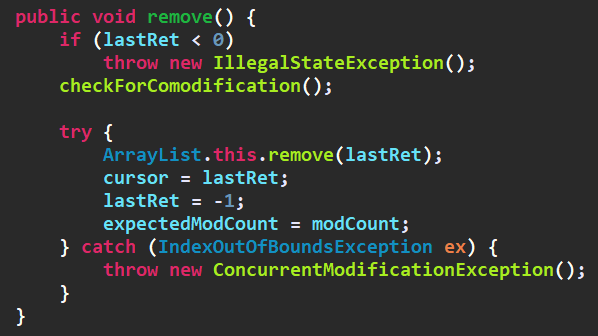 public void remove() {
    if (lastRet < 0)
        throw new IllegalStateException();
    checkForComodification();

    try {
        ArrayList.this.remove(lastRet);
        cursor = lastRet;
        lastRet = -1;
        expectedModCount = modCount;
    } catch (IndexOutOfBoundsException ex) {
        throw new ConcurrentModificationException();
    }
}